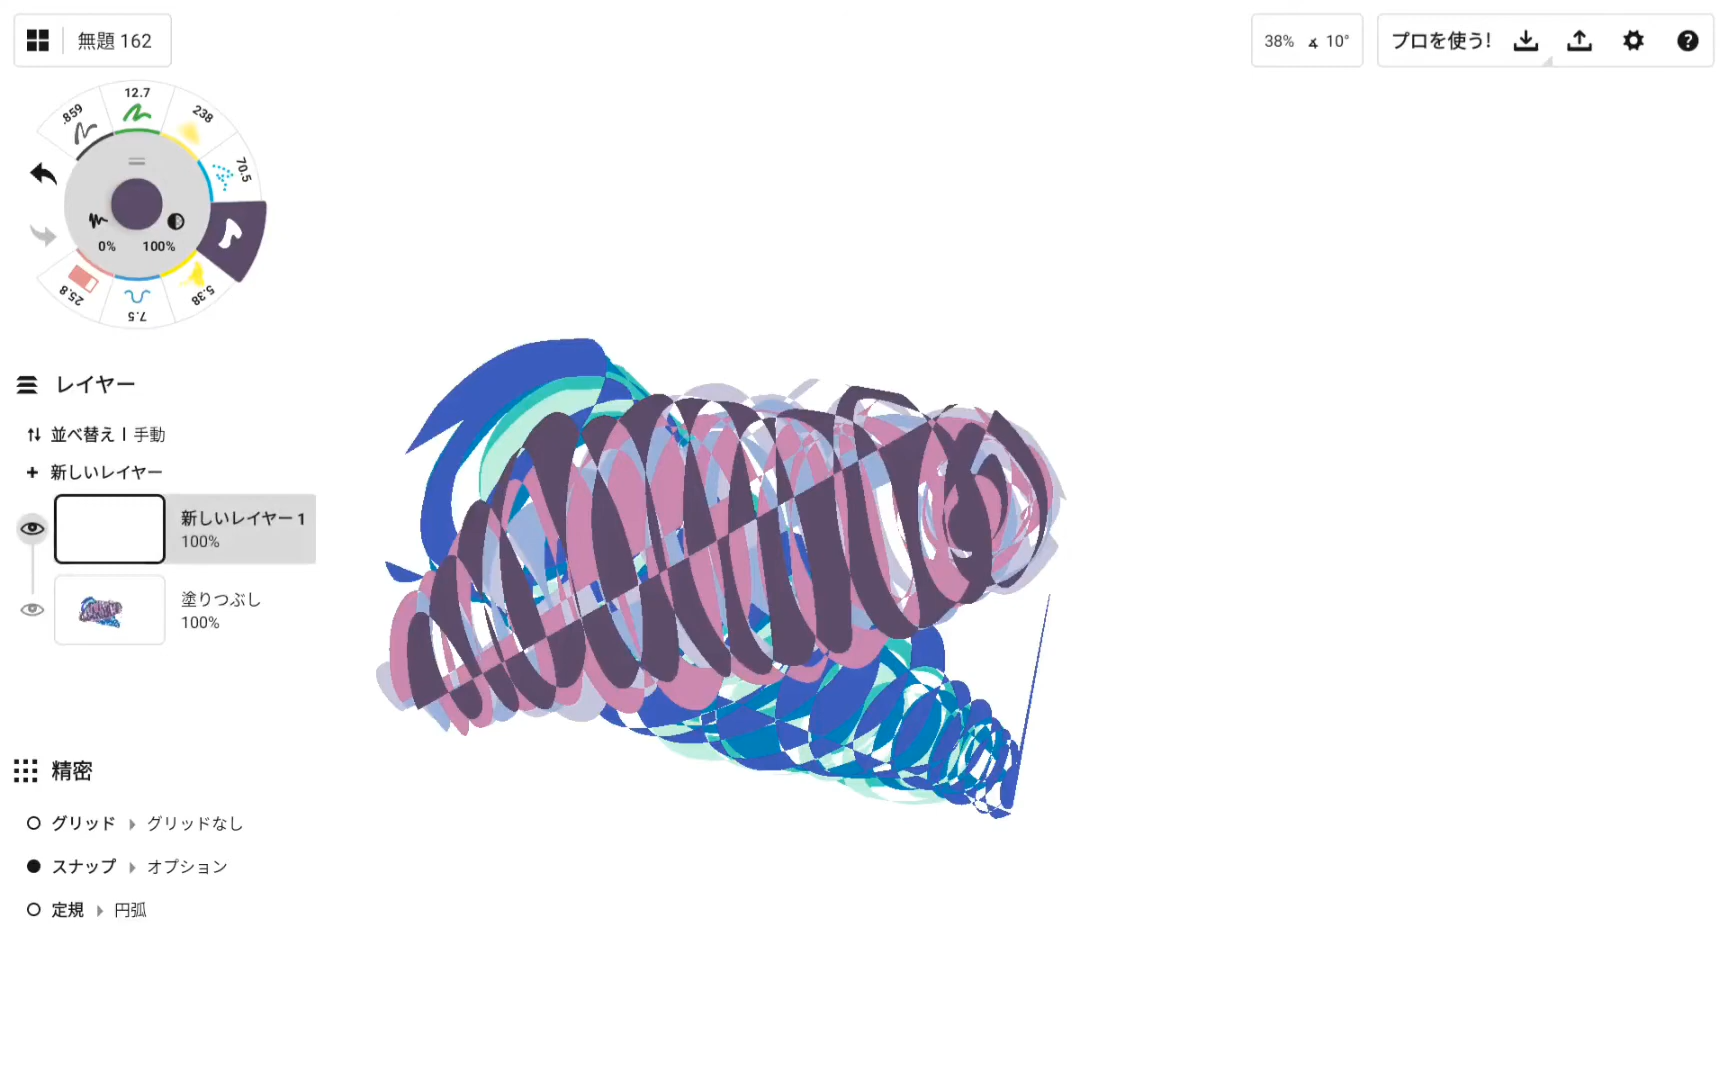 無題 162
38% 10°
プロを使う!
.859
12.7
238
70.5
0% 100%
25.8
7.5
5.38
レイヤー
並べ替え | 手動
+ 新しいレイヤー
新しいレイヤー 1
100%
塗りつぶし
100%
精密
グリッド グリッドなし
スナップ オプション
定規 円弧